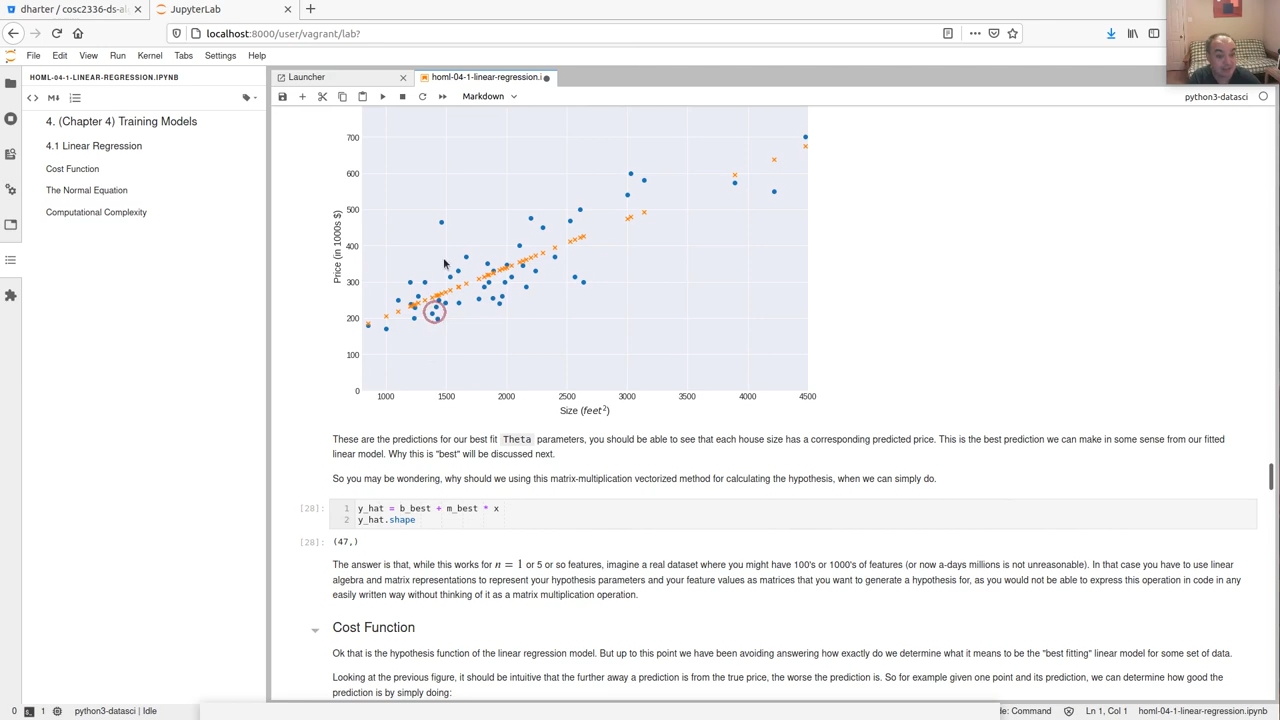 dharter / cosc2336-ds-al
JupyterLab
localhost:8000/user/vagrant/lab?
File Edit View Run Kernel Tabs Settings Help
HOML-04-1-LINEAR-REGRESSION.IPYNB
Launcher
homl-04-1-linear-regression.i
Markdown
python3-datasci
4. (Chapter 4) Training Models
4.1 Linear Regression
Cost Function
The Normal Equation
Computational Complexity
700
600
500
400
300
200
100
0
Price (in 1000s $)
1000 1500 2000 2500 3000 3500 4000 4500
Size (feet²)
These are the predictions for our best fit Theta parameters, you should be able to see that each house size has a corresponding predicted price. This is the best prediction we can make in some sense from our fitted
linear model. Why this is "best" will be discussed next.
So you may be wondering, why should we using this matrix-multiplication vectorized method for calculating the hypothesis, when we can simply do.
[28]: 1 y_hat = b_best + m_best * x
2 y_hat.shape
[28]: (47,)
The answer is that, while this works for n = 1 or 5 or so features, imagine a real dataset where you might have 100's or 1000's of features (or now a-days millions is not unreasonable). In that case you have to use linear
algebra and matrix representations to represent your hypothesis parameters and your feature values as matrices that you want to generate a hypothesis for, as you would not be able to express this operation in code in any
easily written way without thinking of it as a matrix multiplication operation.
Cost Function
Ok that is the hypothesis function of the linear regression model. But up to this point we have been avoiding answering how exactly do we determine what it means to be the "best fitting" linear model for some set of data.
Looking at the previous figure, it should be intuitive that the further away a prediction is from the true price, the worse the prediction is. So for example given one point and its prediction, we can determine how good the
prediction is by simply doing:
0 1 python3-datasci | Idle
de: Command Ln 1, Col 1 homl-04-1-linear-regression.ipynb